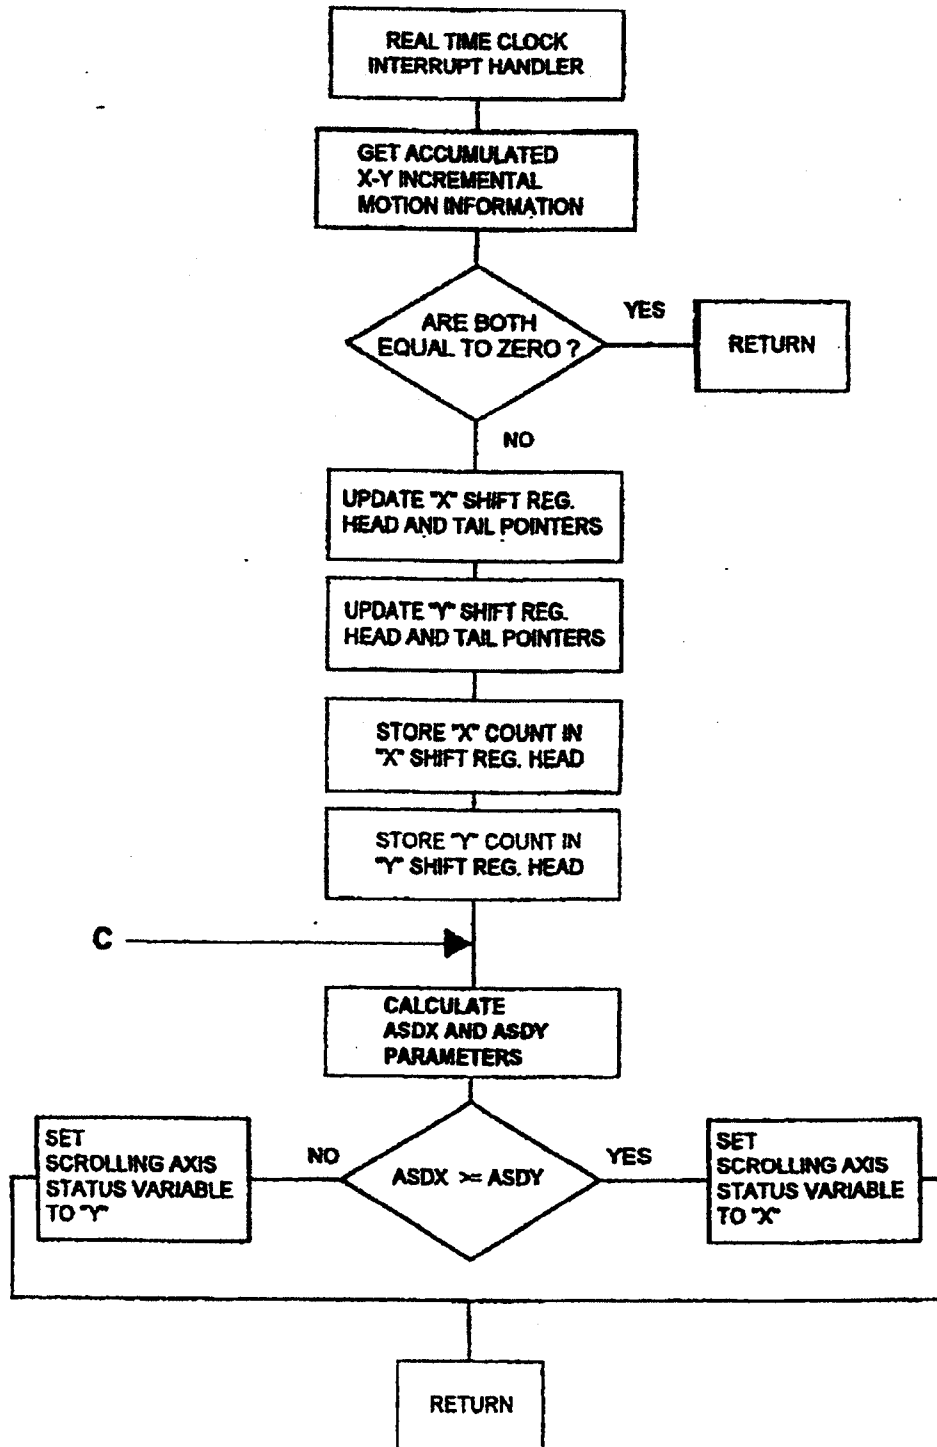 REAL TIME CLOCK
INTERRUPT HANDLER
GET ACCUMULATED
X-Y INCREMENTAL
MOTION INFORMATION
ARE BOTH
EQUAL TO ZERO ?
YES
RETURN
NO
UPDATE "X" SHIFT REG.
HEAD AND TAIL POINTERS
UPDATE "Y" SHIFT REG.
HEAD AND TAIL POINTERS
STORE "X" COUNT IN
"X" SHIFT REG. HEAD
STORE "Y" COUNT IN
"Y" SHIFT REG. HEAD
C
CALCULATE
ASDX AND ASDY
PARAMETERS
SET
SCROLLING AXIS
STATUS VARIABLE
TO "Y"
NO
ASDX >= ASDY
YES
SET
SCROLLING AXIS
STATUS VARIABLE
TO "X"
RETURN